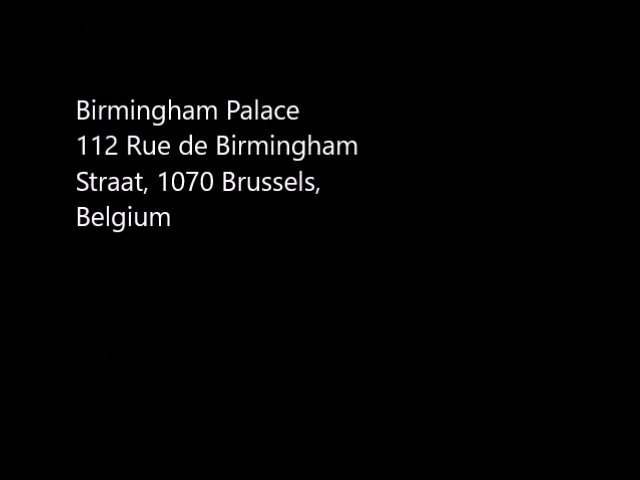 Birmingham Palace
112 Rue de Birmingham
Straat, 1070 Brussels,
Belgium